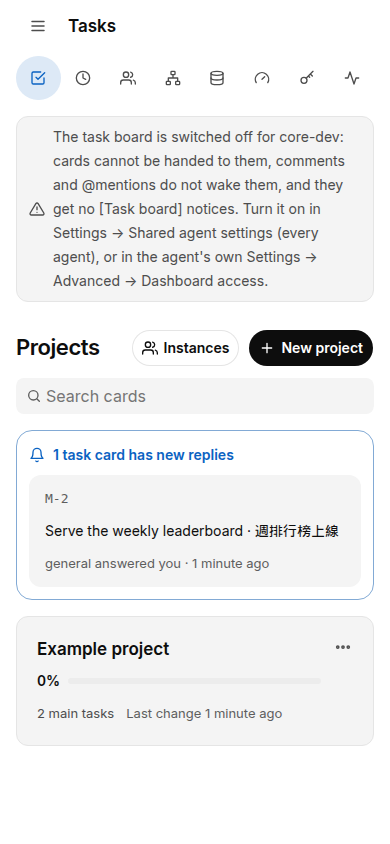 Tasks
The task board is switched off for core-dev:
cards cannot be handed to them, comments
and @mentions do not wake them, and they
get no [Task board] notices. Turn it on in
Settings → Shared agent settings (every
agent), or in the agent's own Settings →
Advanced → Dashboard access.
Projects
Instances
New project
Search cards
1 task card has new replies
M-2
Serve the weekly leaderboard · 週排行榜上線
general answered you · 1 minute ago
Example project
0%
2 main tasks Last change 1 minute ago